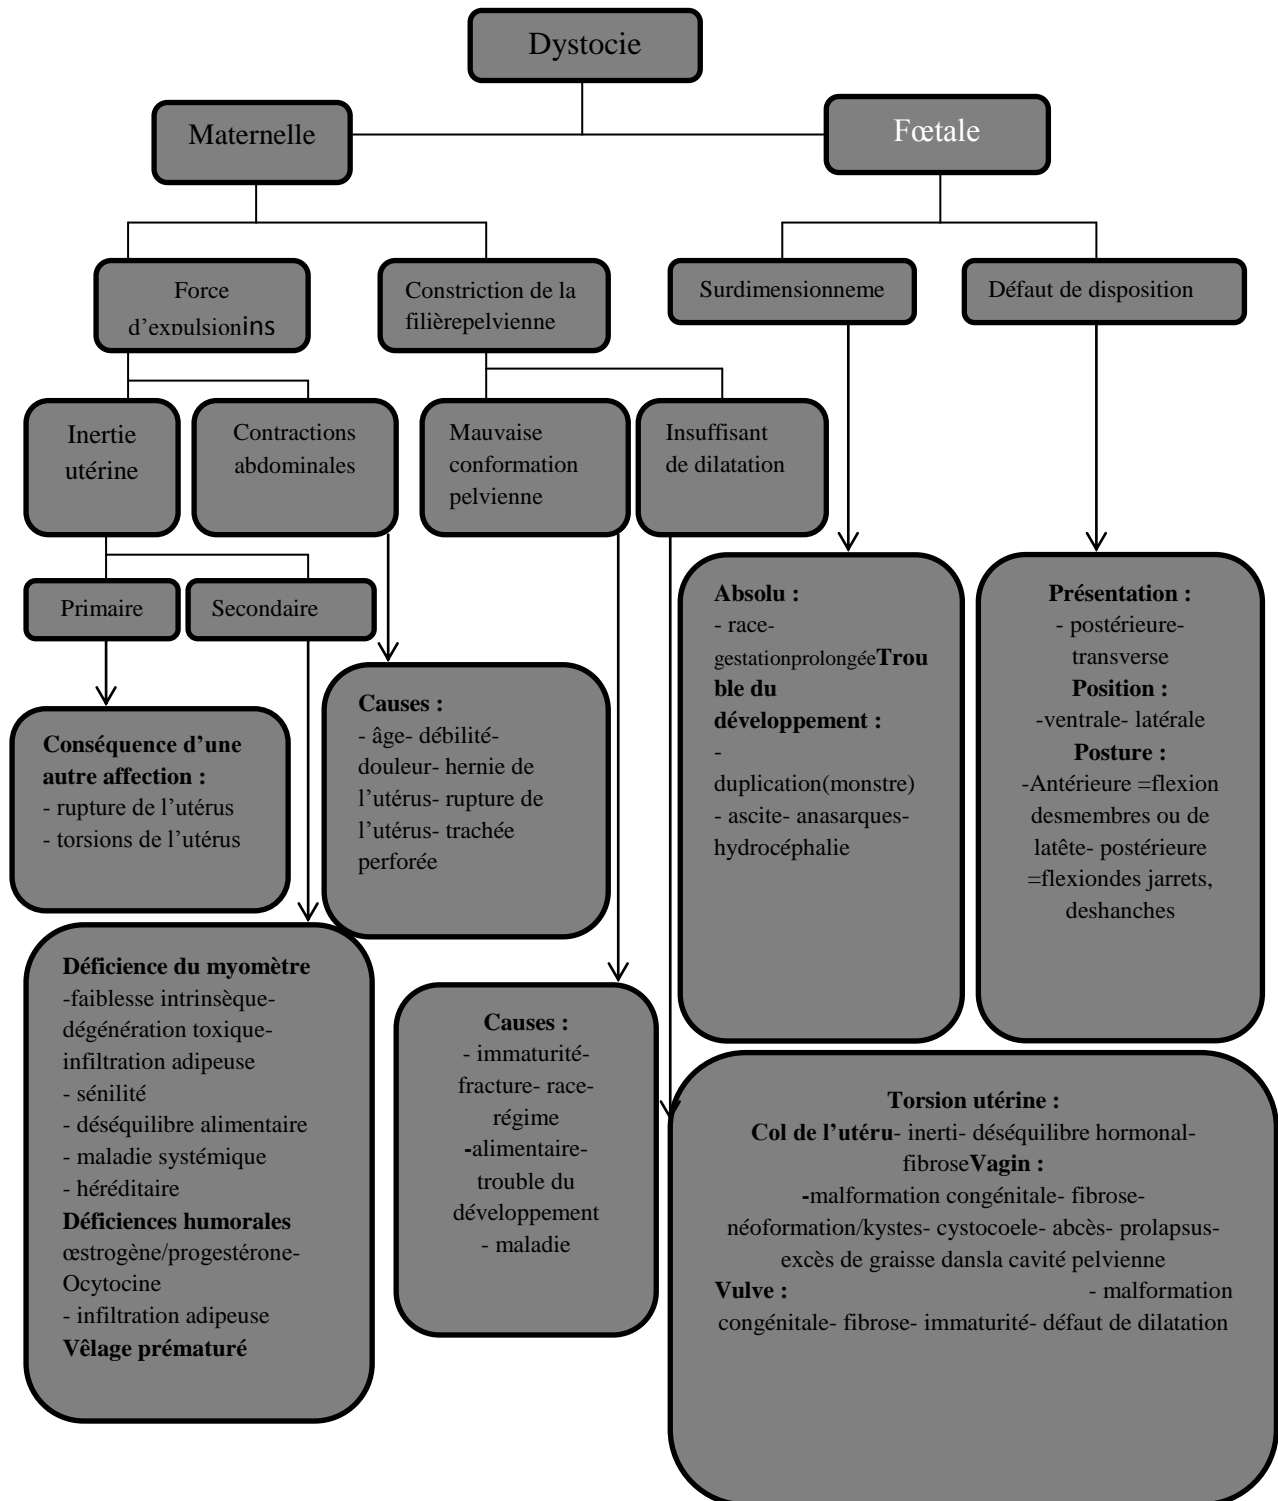 Dystocie
Maternelle
Fœtale
Force
d’expulsionins
Constriction de la
filièrepelvienne
Surdimensionneme
Défaut de disposition
Inertie
utérine
Contractions
abdominales
Mauvaise
conformation
pelvienne
Insuffisant
de dilatation
Primaire
Secondaire
Conséquence d’une
autre affection :
- rupture de l’utérus
- torsions de l’utérus
Causes :
- âge- débilité-
douleur- hernie de
l’utérus- rupture de
l’utérus- trachée
perforée
Absolu :
- race-
gestationprolongéeTrou
ble du
développement :
-
duplication(monstre)
- ascite- anasarques-
hydrocéphalie
Présentation :
- postérieure-
transverse
Position :
-ventrale- latérale
Posture :
-Antérieure =flexion
desmembres ou de
latête- postérieure
=flexiondes jarrets,
deshanches
Déficience du myomètre
-faiblesse intrinsèque-
dégénération toxique-
infiltration adipeuse
- sénilité
- déséquilibre alimentaire
- maladie systémique
- héréditaire
Déficiences humorales
œstrogène/progestérone-
Ocytocine
- infiltration adipeuse
Vêlage prématuré
Causes :
- immaturité-
fracture- race-
régime
-alimentaire-
trouble du
développement
- maladie
Torsion utérine :
Col de l’utéru- inerti- déséquilibre hormonal-
fibroseVagin :
-malformation congénitale- fibrose-
néoformation/kystes- cystocoele- abcès- prolapsus-
excès de graisse dansla cavité pelvienne
Vulve : - malformation
congénitale- fibrose- immaturité- défaut de dilatation